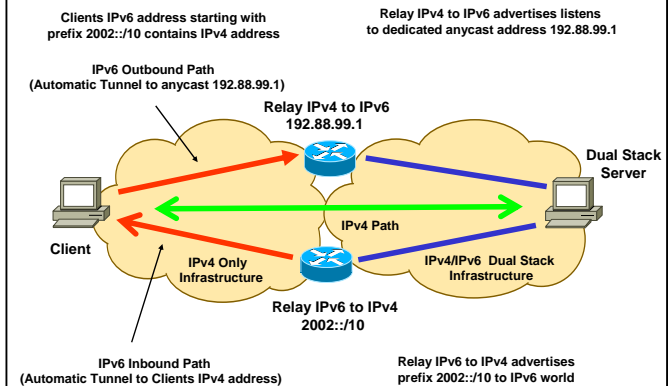 Clients IPv6 address starting with
prefix 2002::/10 contains IPv4 address
Relay IPv4 to IPv6 advertises listens
to dedicated anycast address 192.88.99.1
IPv6 Outbound Path
(Automatic Tunnel to anycast 192.88.99.1)
Relay IPv4 to IPv6
192.88.99.1
Dual Stack
Server
Client
IPv4 Path
IPv4 Only
Infrastructure
IPv4/IPv6 Dual Stack
Infrastructure
Relay IPv6 to IPv4
2002::/10
IPv6 Inbound Path
(Automatic Tunnel to Clients IPv4 address)
Relay IPv6 to IPv4 advertises
prefix 2002::/10 to IPv6 world